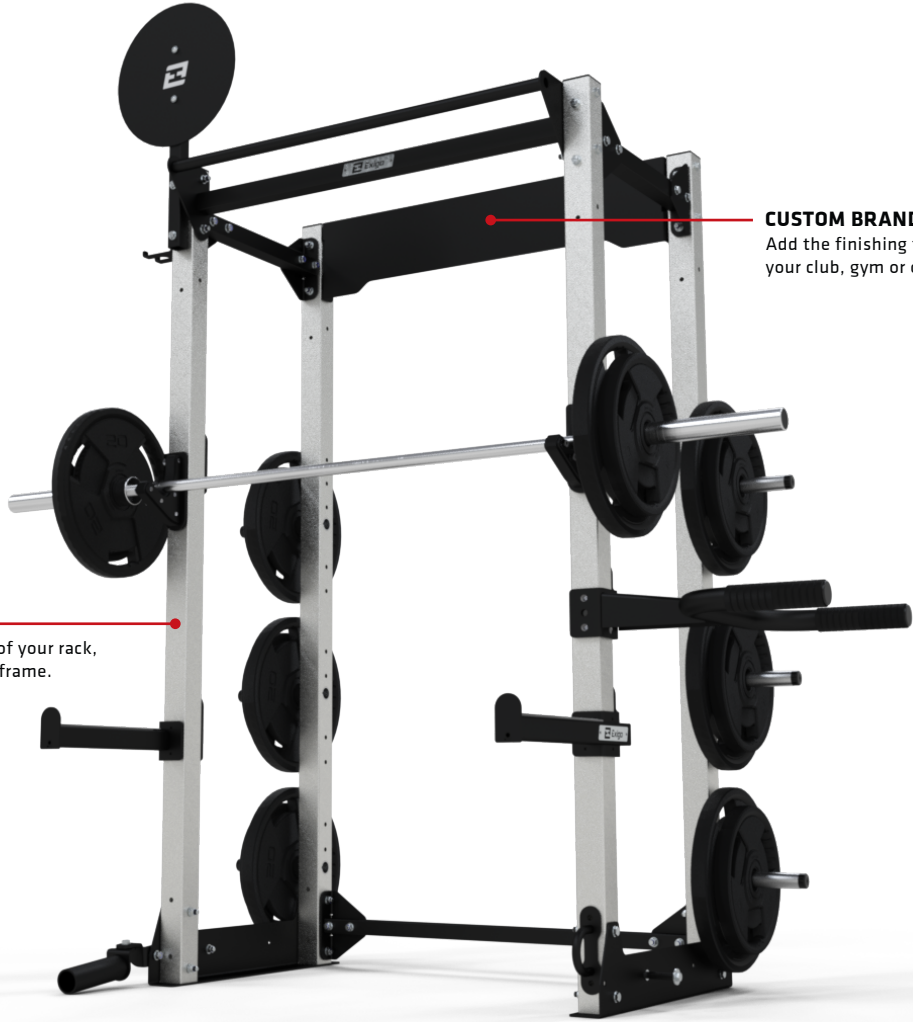 Exigo
CUSTOM BRAND
Add the finishing
your club, gym or
of your rack,
frame.
Exigo